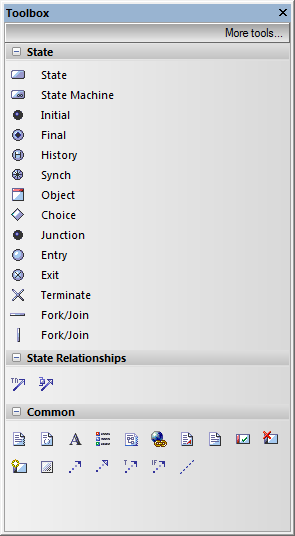 Toolbox
More tools...
State
State
State Machine
Initial
Final
History
Synch
Object
Choice
Junction
Entry
Exit
Terminate
Fork/Join
Fork/Join
State Relationships
Common